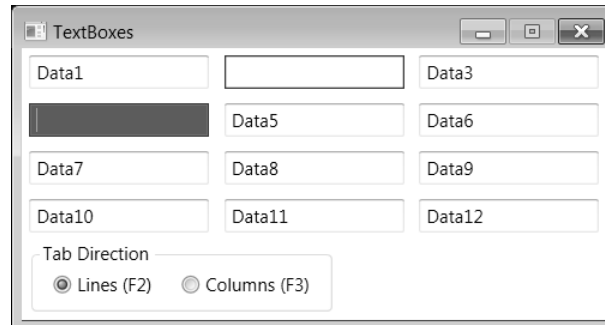 TextBoxes
Data1 Data3
Data5 Data6
Data7 Data8 Data9
Data10 Data11 Data12
Tab Direction
Lines (F2) Columns (F3)